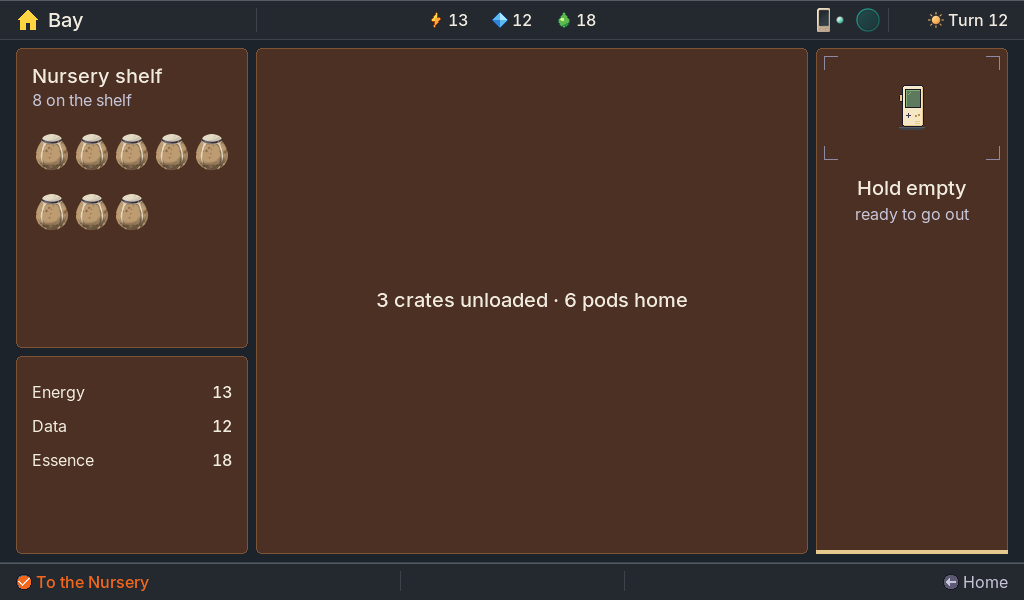 Bay
13
12
18
Turn 12
Nursery shelf
8 on the shelf
Energy 13
Data 12
Essence 18
3 crates unloaded · 6 pods home
Hold empty
ready to go out
To the Nursery
Home